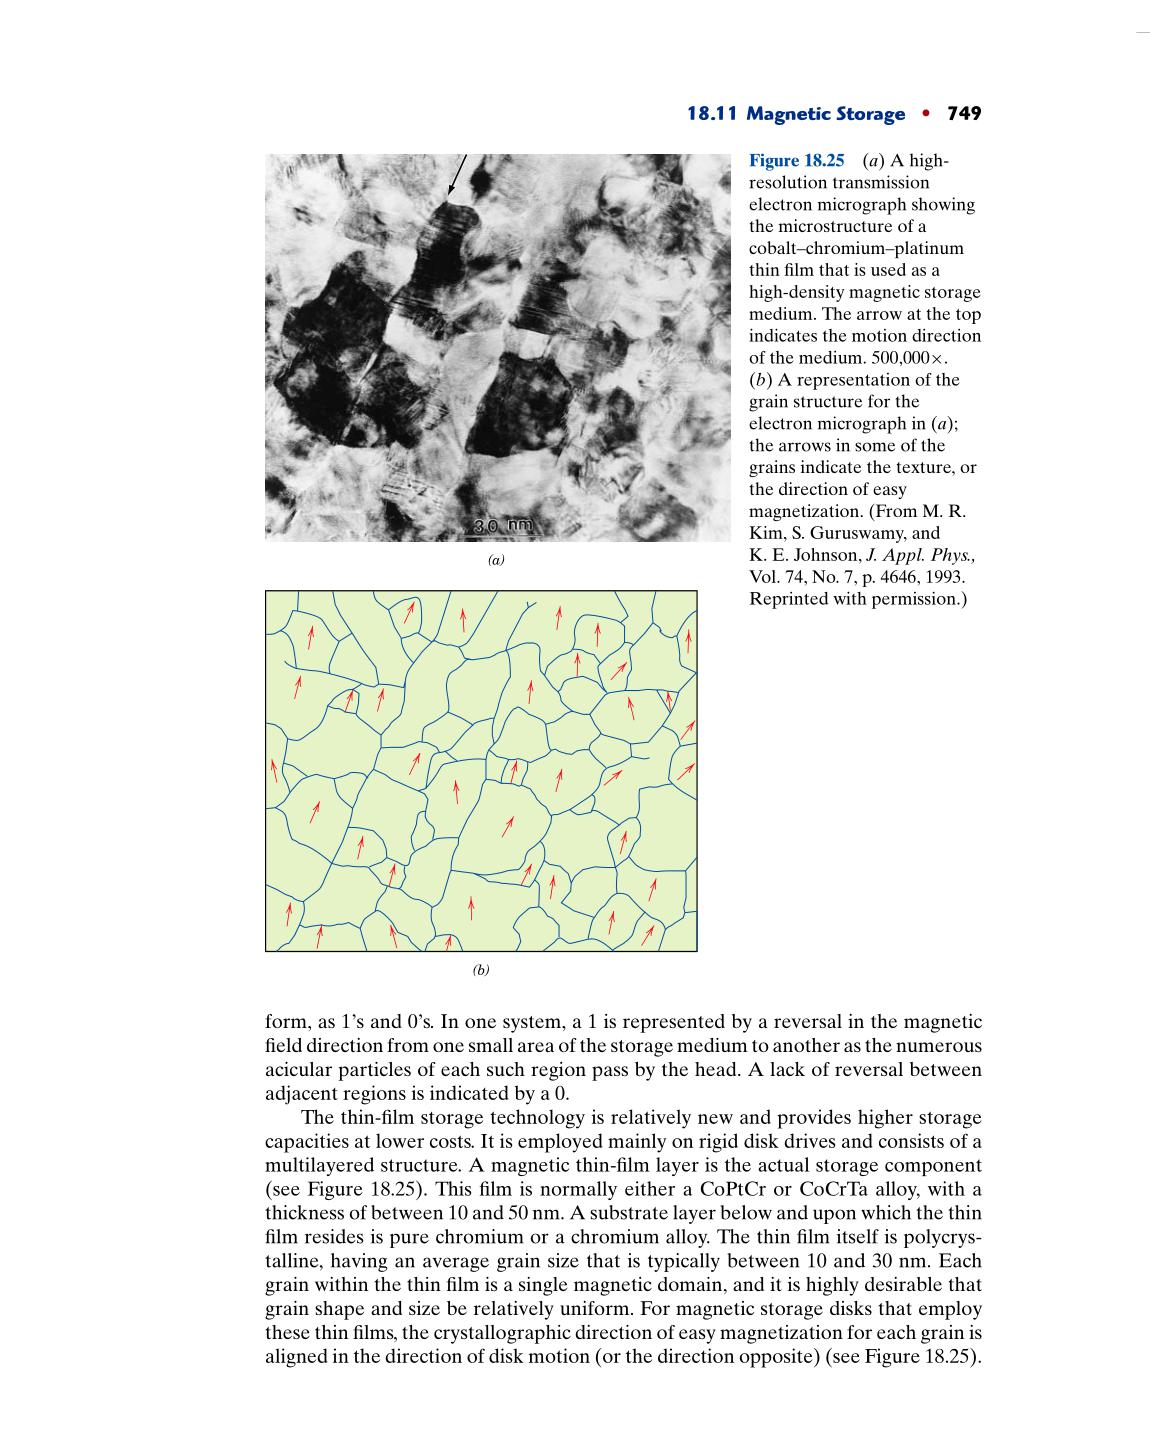 18.11 Magnetic Storage • 749
Figure 18.25 (a) A high-
resolution transmission
electron micrograph showing
the microstructure of a
cobalt–chromium–platinum
thin film that is used as a
high-density magnetic storage
medium. The arrow at the top
indicates the motion direction
of the medium. 500,000×.
(b) A representation of the
grain structure for the
electron micrograph in (a);
the arrows in some of the
grains indicate the texture, or
the direction of easy
magnetization. (From M. R.
Kim, S. Guruswamy, and
K. E. Johnson, J. Appl. Phys.,
Vol. 74, No. 7, p. 4646, 1993.
Reprinted with permission.)
30 nm
(a)
(b)
form, as 1’s and 0’s. In one system, a 1 is represented by a reversal in the magnetic
field direction from one small area of the storage medium to another as the numerous
acicular particles of each such region pass by the head. A lack of reversal between
adjacent regions is indicated by a 0.
The thin-film storage technology is relatively new and provides higher storage
capacities at lower costs. It is employed mainly on rigid disk drives and consists of a
multilayered structure. A magnetic thin-film layer is the actual storage component
(see Figure 18.25). This film is normally either a CoPtCr or CoCrTa alloy, with a
thickness of between 10 and 50 nm. A substrate layer below and upon which the thin
film resides is pure chromium or a chromium alloy. The thin film itself is polycrys-
talline, having an average grain size that is typically between 10 and 30 nm. Each
grain within the thin film is a single magnetic domain, and it is highly desirable that
grain shape and size be relatively uniform. For magnetic storage disks that employ
these thin films, the crystallographic direction of easy magnetization for each grain is
aligned in the direction of disk motion (or the direction opposite) (see Figure 18.25).